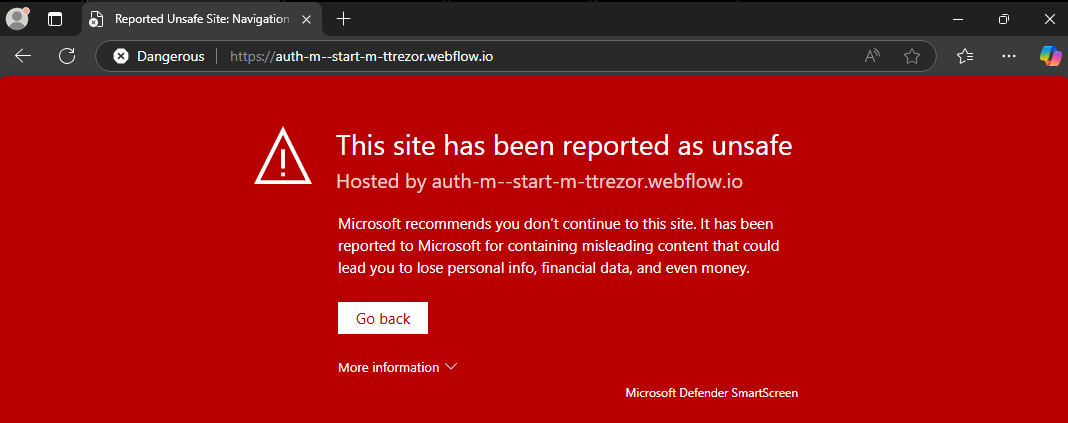 Reported Unsafe Site: Navigation
Dangerous
https://auth-m--start-m-ttrezor.webflow.io
This site has been reported as unsafe
Hosted by auth-m--start-m-ttrezor.webflow.io
Microsoft recommends you don't continue to this site. It has been
reported to Microsoft for containing misleading content that could
lead you to lose personal info, financial data, and even money.
Go back
More information
Microsoft Defender SmartScreen